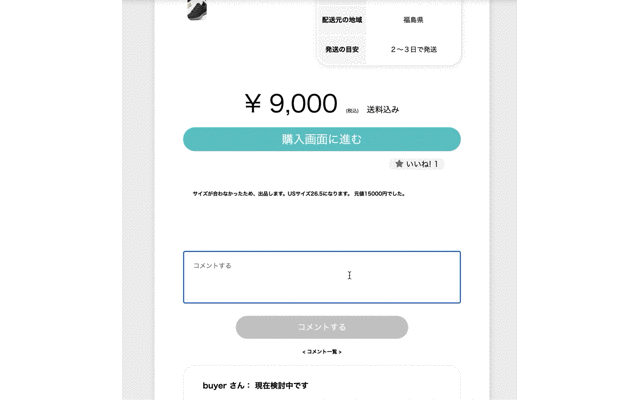 配送元の地域 福島県
発送の目安 2〜3日で発送
¥ 9,000 (税込) 送料込み
購入画面に進む
★ いいね! 1
サイズが合わなかったため、出品します。USサイズ26.5になります。 元値15000円でした。
コメントする
コメントする
< コメント一覧 >
buyer さん： 現在検討中です